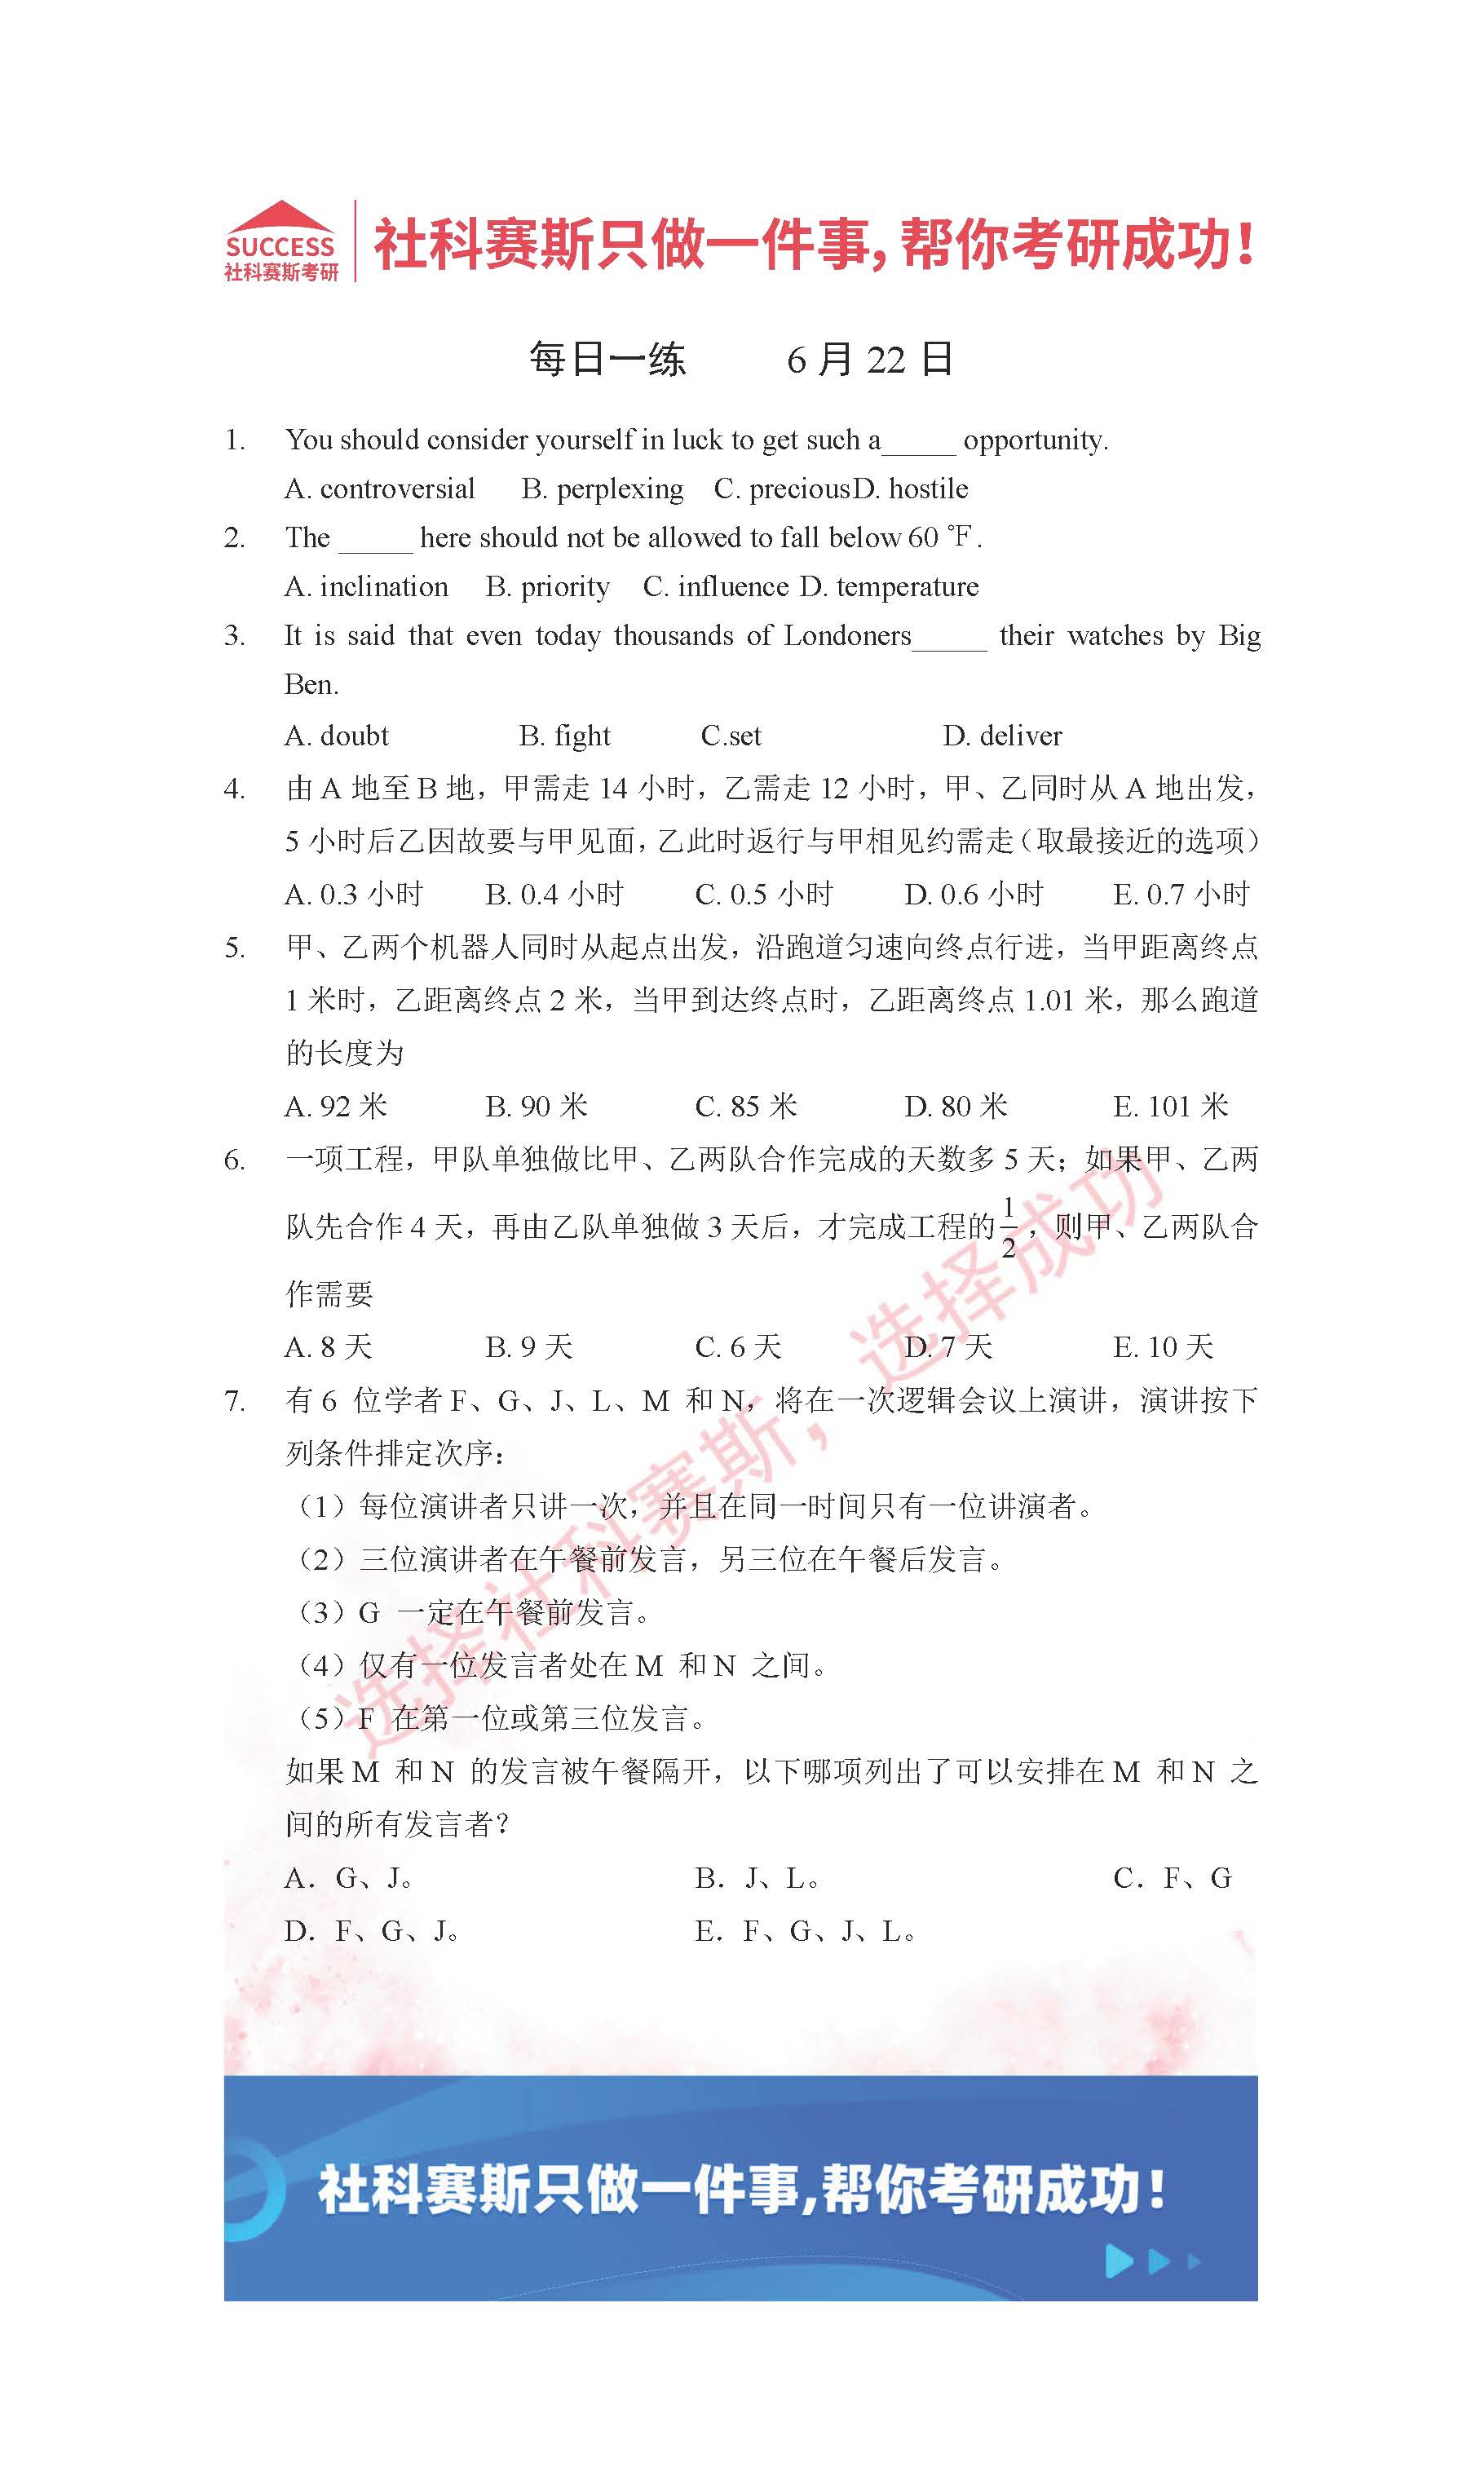 SUCCESS
社科赛斯考研
社科赛斯只做一件事,帮你考研成功!
每日一练 6 月 22 日
1. You should consider yourself in luck to get such a_____ opportunity.
A. controversial B. perplexing C. preciousD. hostile
2. The _____ here should not be allowed to fall below 60 ℉.
A. inclination B. priority C. influence D. temperature
3. It is said that even today thousands of Londoners_____ their watches by Big
Ben.
A. doubt B. fight C.set D. deliver
4. 由 A 地至 B 地，甲需走 14 小时，乙需走 12 小时，甲、乙同时从 A 地出发，
5 小时后乙因故要与甲见面，乙此时返行与甲相见约需走（取最接近的选项）
A. 0.3 小时 B. 0.4 小时 C. 0.5 小时 D. 0.6 小时 E. 0.7 小时
5. 甲、乙两个机器人同时从起点出发，沿跑道匀速向终点行进，当甲距离终点
1 米时，乙距离终点 2 米，当甲到达终点时，乙距离终点 1.01 米，那么跑道
的长度为
A. 92 米 B. 90 米 C. 85 米 D. 80 米 E. 101 米
6. 一项工程，甲队单独做比甲、乙两队合作完成的天数多 5 天；如果甲、乙两
队先合作 4 天，再由乙队单独做 3 天后，才完成工程的 1/2，则甲、乙两队合
作需要
A. 8 天 B. 9 天 C. 6 天 D. 7 天 E. 10 天
7. 有 6 位学者 F、G、J、L、M 和 N，将在一次逻辑会议上演讲，演讲按下
列条件排定次序：
（1）每位演讲者只讲一次，并且在同一时间只有一位讲演者。
（2）三位演讲者在午餐前发言，另三位在午餐后发言。
（3）G 一定在午餐前发言。
（4）仅有一位发言者处在 M 和 N 之间。
（5）F 在第一位或第三位发言。
如果 M 和 N 的发言被午餐隔开，以下哪项列出了可以安排在 M 和 N 之
间的所有发言者？
A．G、J。 B．J、L。 C．F、G
D．F、G、J。 E．F、G、J、L。
选择社科赛斯，选择成功
社科赛斯只做一件事,帮你考研成功!